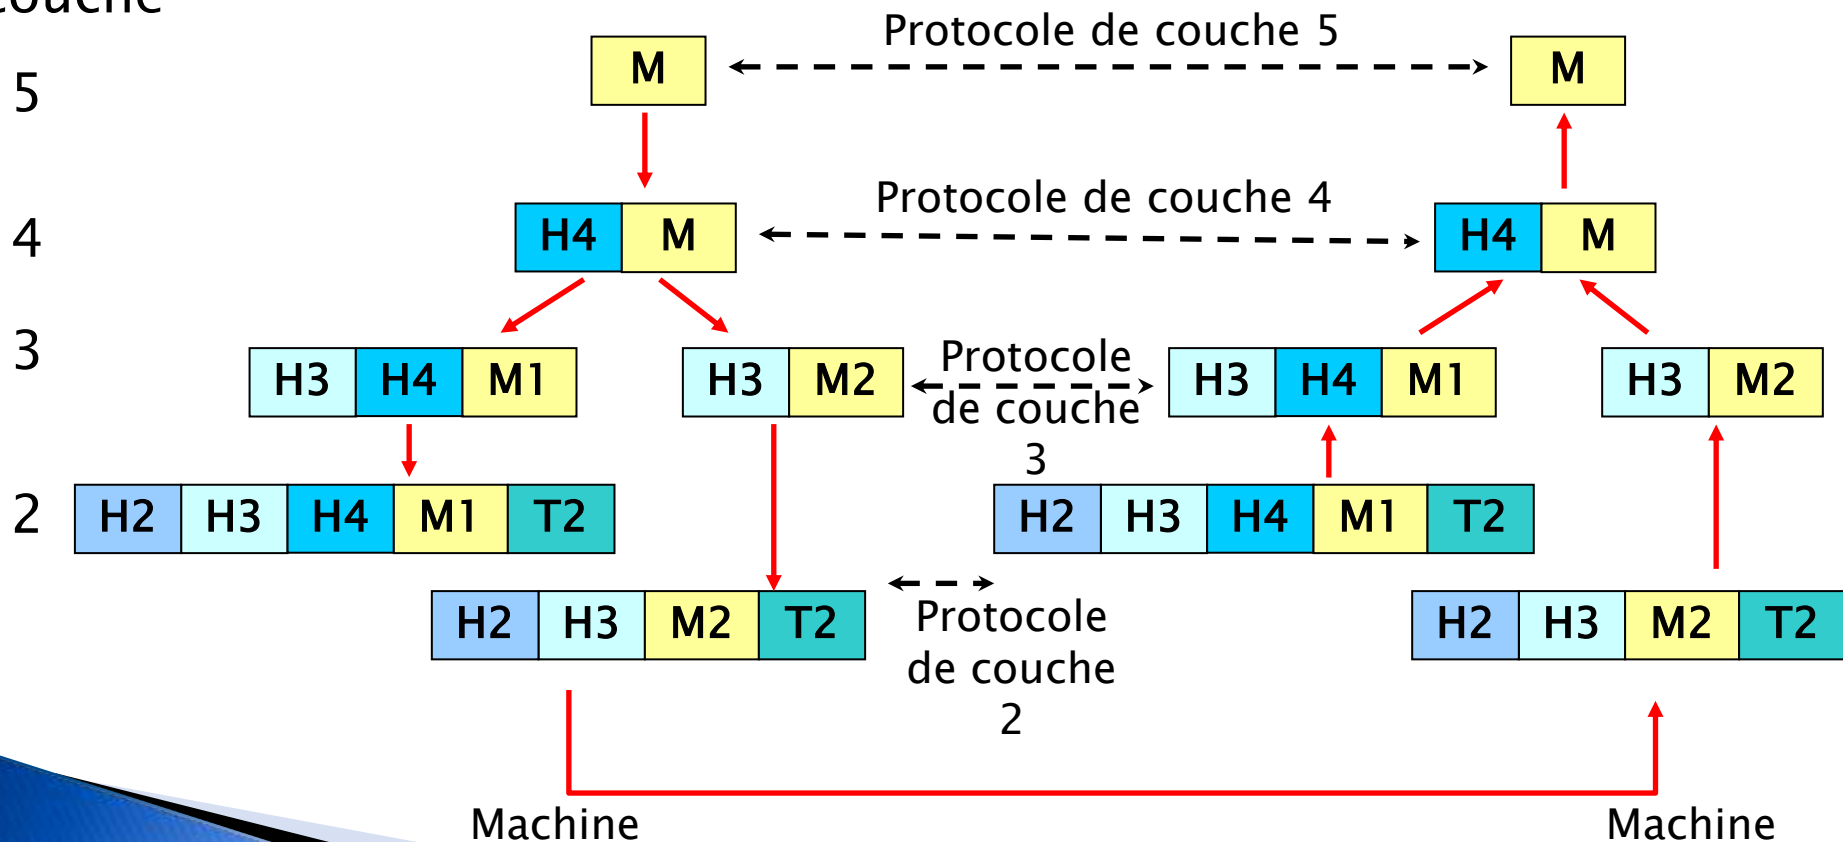 couche
Protocole de couche 5
5 M M
Protocole de couche 4
4 H4 M H4 M
3 H3 H4 M1 H3 M2 Protocole H3 H4 M1 H3 M2
de couche
3
2 H2 H3 H4 M1 T2 H2 H3 H4 M1 T2
H2 H3 M2 T2 Protocole H2 H3 M2 T2
de couche
2
Machine Machine